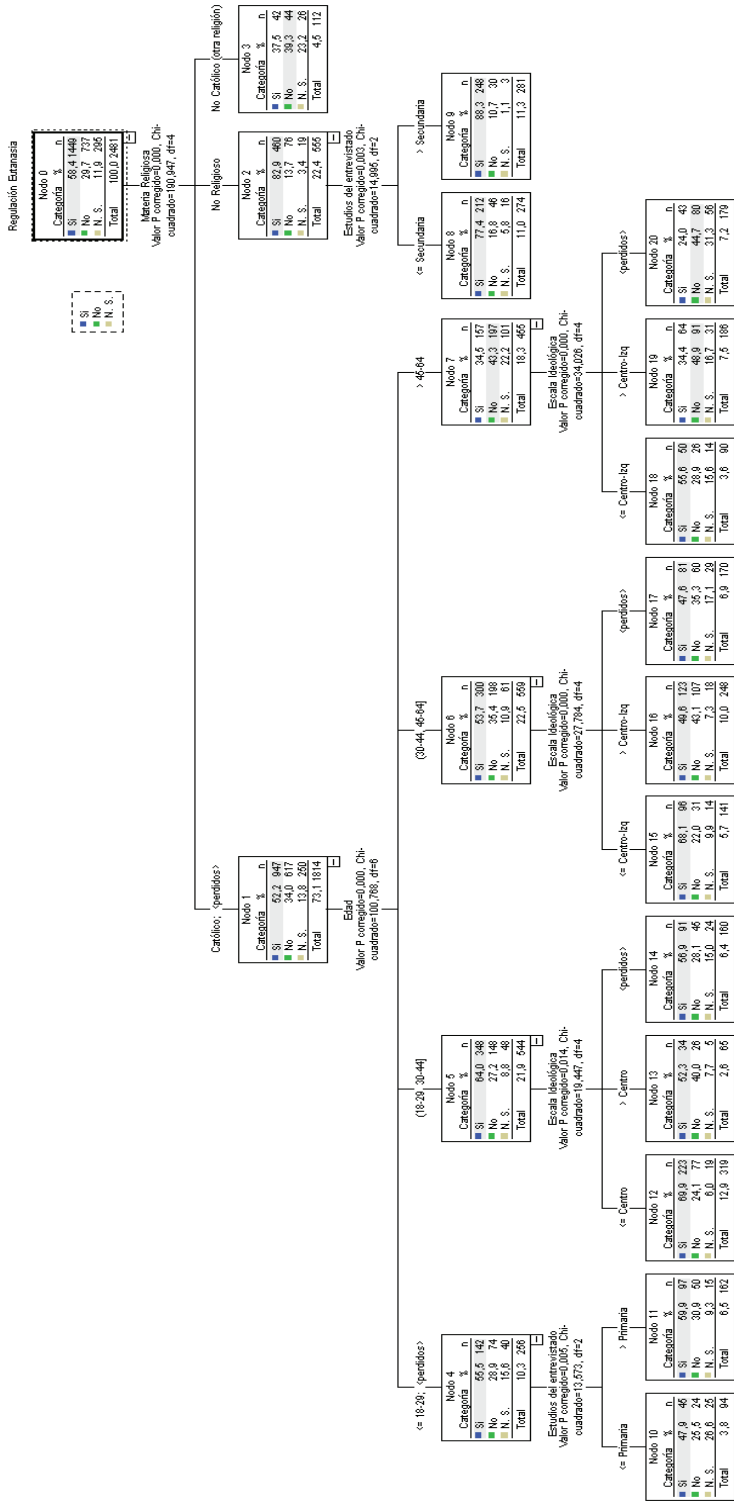 Regulación Eutanasia
Nodo 0
Categoría % n
Si 58,4 1449
No 29,7 737
N. S. 11,9 295
Total 100,0 2481
Si
No
N. S.
Materia Religiosa
Valor P corregido=0,000, Chi-
cuadrado=190,947, df=4
Católico; <perdidos>
No Religioso
No Católico (otra religión)
Nodo 1
Categoría % n
Si 52,2 947
No 34,0 617
N. S. 13,8 250
Total 73,1 1814
Nodo 2
Categoría % n
Si 82,9 460
No 13,7 76
N. S. 3,4 19
Total 22,4 555
Nodo 3
Categoría % n
Si 37,5 42
No 39,3 44
N. S. 23,2 26
Total 4,5 112
Edad
Valor P corregido=0,000, Chi-
cuadrado=100,768, df=6
Estudios del entrevistado
Valor P corregido=0,003, Chi-
cuadrado=14,995, df=2
<= 18-29; <perdidos>
(18-29, 30-44]
(30-44, 45-64]
> 45-64
<= Secundaria
> Secundaria
Nodo 4
Categoría % n
Si 55,5 142
No 28,9 74
N. S. 15,6 40
Total 10,3 256
Nodo 5
Categoría % n
Si 64,0 348
No 27,2 148
N. S. 8,8 48
Total 21,9 544
Nodo 6
Categoría % n
Si 53,7 300
No 35,4 198
N. S. 10,9 61
Total 22,5 559
Nodo 7
Categoría % n
Si 34,5 157
No 43,3 197
N. S. 22,2 101
Total 18,3 455
Nodo 8
Categoría % n
Si 77,4 212
No 16,8 46
N. S. 5,8 16
Total 11,0 274
Nodo 9
Categoría % n
Si 88,3 248
No 10,7 30
N. S. 1,1 3
Total 11,3 281
Estudios del entrevistado
Valor P corregido=0,005, Chi-
cuadrado=13,573, df=2
Escala Ideológica
Valor P corregido=0,014, Chi-
cuadrado=19,447, df=4
Escala Ideológica
Valor P corregido=0,000, Chi-
cuadrado=27,784, df=4
Escala Ideológica
Valor P corregido=0,000, Chi-
cuadrado=34,026, df=4
<= Primaria
> Primaria
<= Centro
> Centro
<perdidos>
<= Centro-Izq
> Centro-Izq
<perdidos>
<= Centro-Izq
> Centro-Izq
<perdidos>
Nodo 10
Categoría % n
Si 47,9 45
No 25,5 24
N. S. 26,6 25
Total 3,8 94
Nodo 11
Categoría % n
Si 59,9 97
No 30,9 50
N. S. 9,3 15
Total 6,5 162
Nodo 12
Categoría % n
Si 69,9 223
No 24,1 77
N. S. 6,0 19
Total 12,9 319
Nodo 13
Categoría % n
Si 52,3 34
No 40,0 26
N. S. 7,7 5
Total 2,6 65
Nodo 14
Categoría % n
Si 56,9 91
No 28,1 45
N. S. 15,0 24
Total 6,4 160
Nodo 15
Categoría % n
Si 68,1 96
No 22,0 31
N. S. 9,9 14
Total 5,7 141
Nodo 16
Categoría % n
Si 49,6 123
No 43,1 107
N. S. 7,3 18
Total 10,0 248
Nodo 17
Categoría % n
Si 47,6 81
No 35,3 60
N. S. 17,1 29
Total 6,9 170
Nodo 18
Categoría % n
Si 55,6 50
No 28,9 26
N. S. 15,6 14
Total 3,6 90
Nodo 19
Categoría % n
Si 34,4 64
No 48,9 91
N. S. 16,7 31
Total 7,5 186
Nodo 20
Categoría % n
Si 24,0 43
No 44,7 80
N. S. 31,3 56
Total 7,2 179